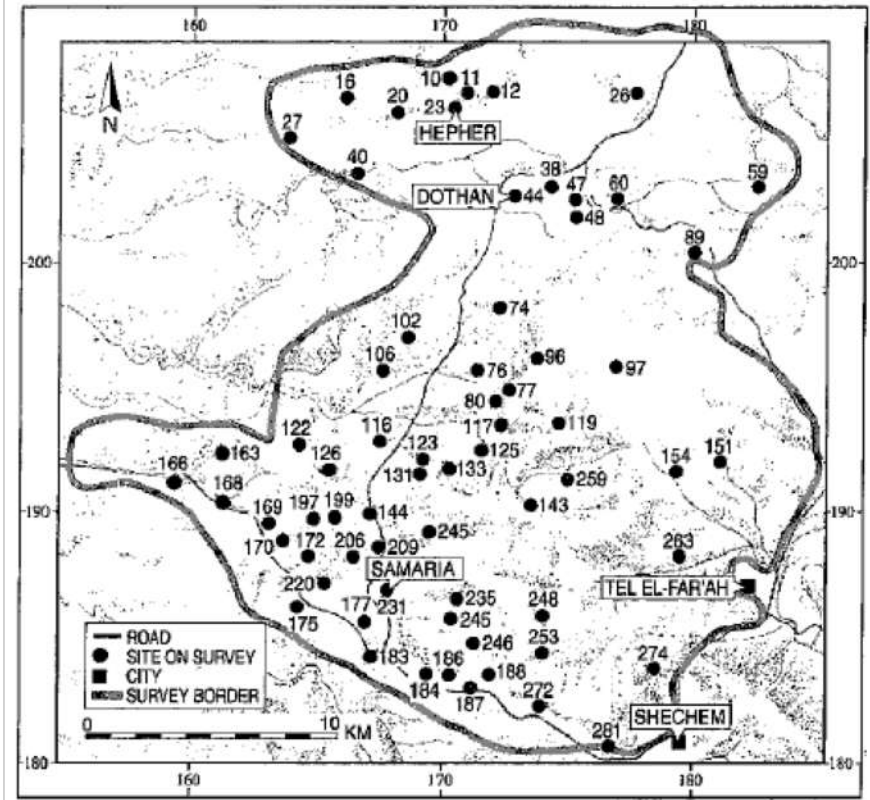 160 170 180
10 11
16 12
20 23 26
HEPHER
N
27
40
38 59
DOTHAN 44 47 60
48
89
200 200
74
102
96
106 76 97
77
80
116 117 119
122 123 125
163 126 133 154 151
131 259
166 168
143
190 197 199 144 190
169
245
170 172 206 209 263
SAMARIA
TEL EL-FAR'AH
220
231 235 248
175 177 245
246 253
183 186 188 274
184
187 272
SHECHEM
281
ROAD
SITE ON SURVEY
CITY
SURVEY BORDER
0 10 KM
180 180
160 170 180